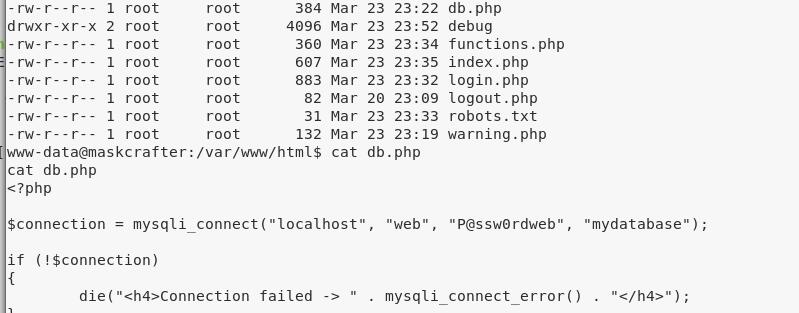 -rw-r--r-- 1 root     root      384 Mar 23 23:22 db.php
drwxr-xr-x 2 root     root     4096 Mar 23 23:52 debug
-rw-r--r-- 1 root     root      360 Mar 23 23:34 functions.php
-rw-r--r-- 1 root     root      607 Mar 23 23:35 index.php
-rw-r--r-- 1 root     root      883 Mar 23 23:32 login.php
-rw-r--r-- 1 root     root       82 Mar 20 23:09 logout.php
-rw-r--r-- 1 root     root       31 Mar 23 23:33 robots.txt
-rw-r--r-- 1 root     root      132 Mar 23 23:19 warning.php
www-data@maskcrafter:/var/www/html$ cat db.php
cat db.php
<?php
$connection = mysqli_connect("localhost", "web", "P@ssw0rdweb", "mydatabase");
if (!$connection)
{
        die("<h4>Connection failed -> " . mysqli_connect_error() . "</h4>");
}